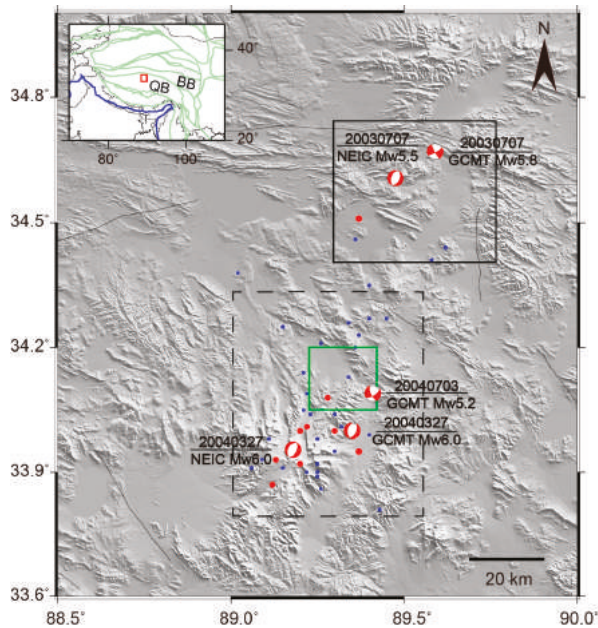 N
40°
BB
QB
20°
80°
100°
34.8
34.5
34.2
33.9
33.6
20030707
NEIC Mw5.5
20030707
GCMT Mw5.8
20040703
GCMT Mw5.2
20040327
GCMT Mw6.0
20040327
NEIC Mw6.0
20 km
88.5°
89.0°
89.5°
90.0°